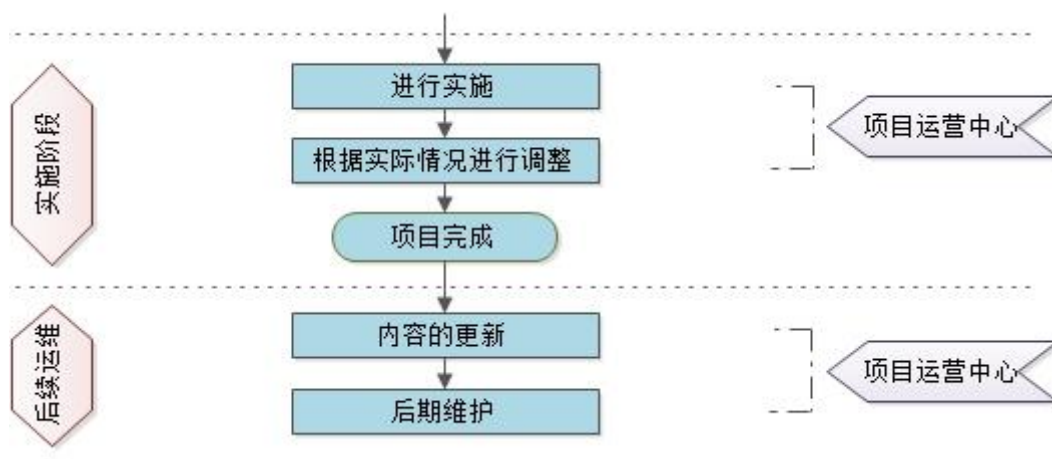 实施阶段
进行实施
根据实际情况进行调整
项目完成
项目运营中心
后续运维
内容的更新
后期维护
项目运营中心